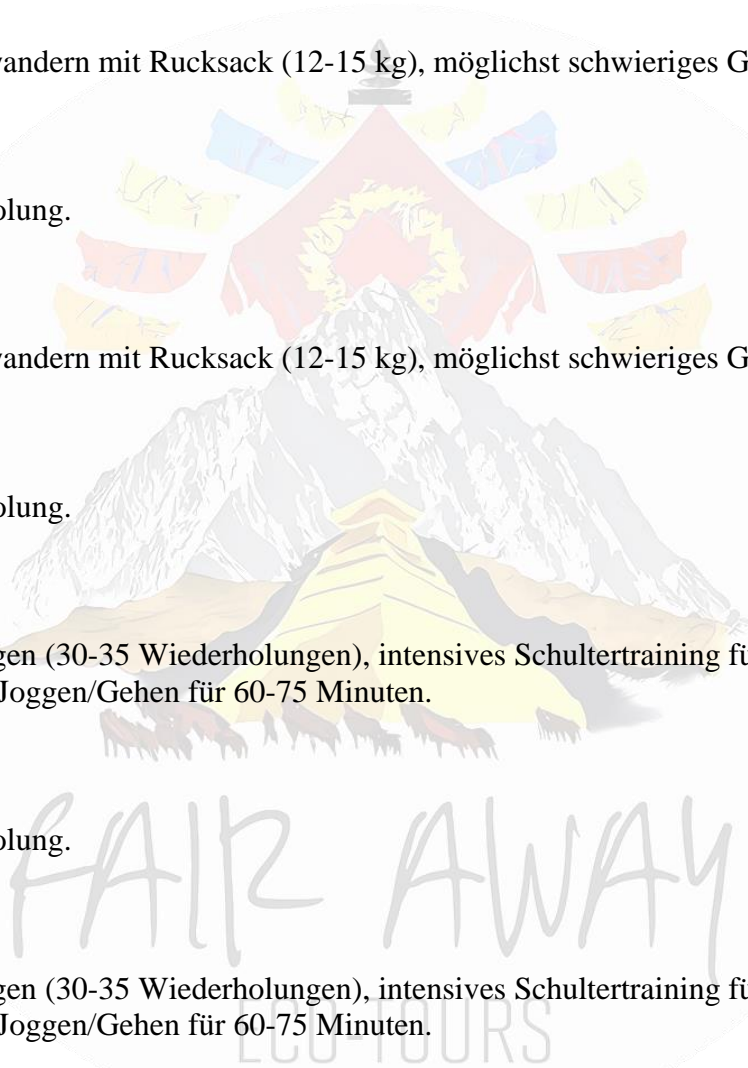 andern mit Rucksack (12-15 kg), möglichst schwieriges G
olung.
andern mit Rucksack (12-15 kg), möglichst schwieriges G
olung.
gen (30-35 Wiederholungen), intensives Schultertraining fü
Joggen/Gehen für 60-75 Minuten.
olung.
FAIR AWAY
gen (30-35 Wiederholungen), intensives Schultertraining fü
ECO-TOURS
Joggen/Gehen für 60-75 Minuten.